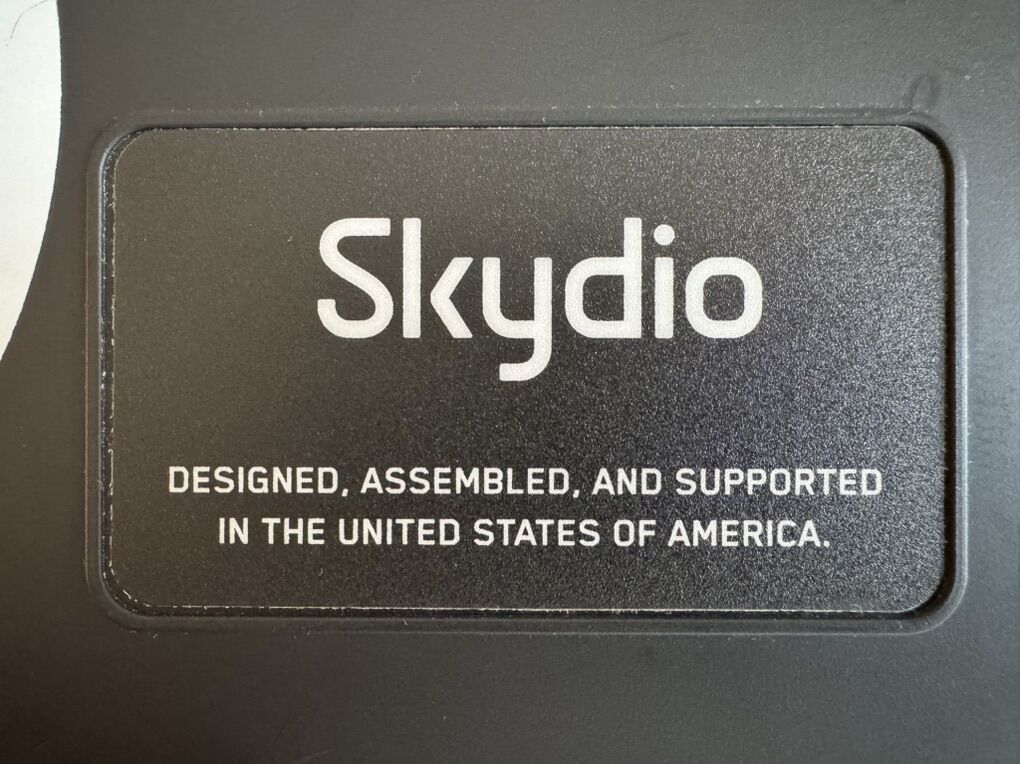 Skydio
DESIGNED, ASSEMBLED, AND SUPPORTED
IN THE UNITED STATES OF AMERICA.